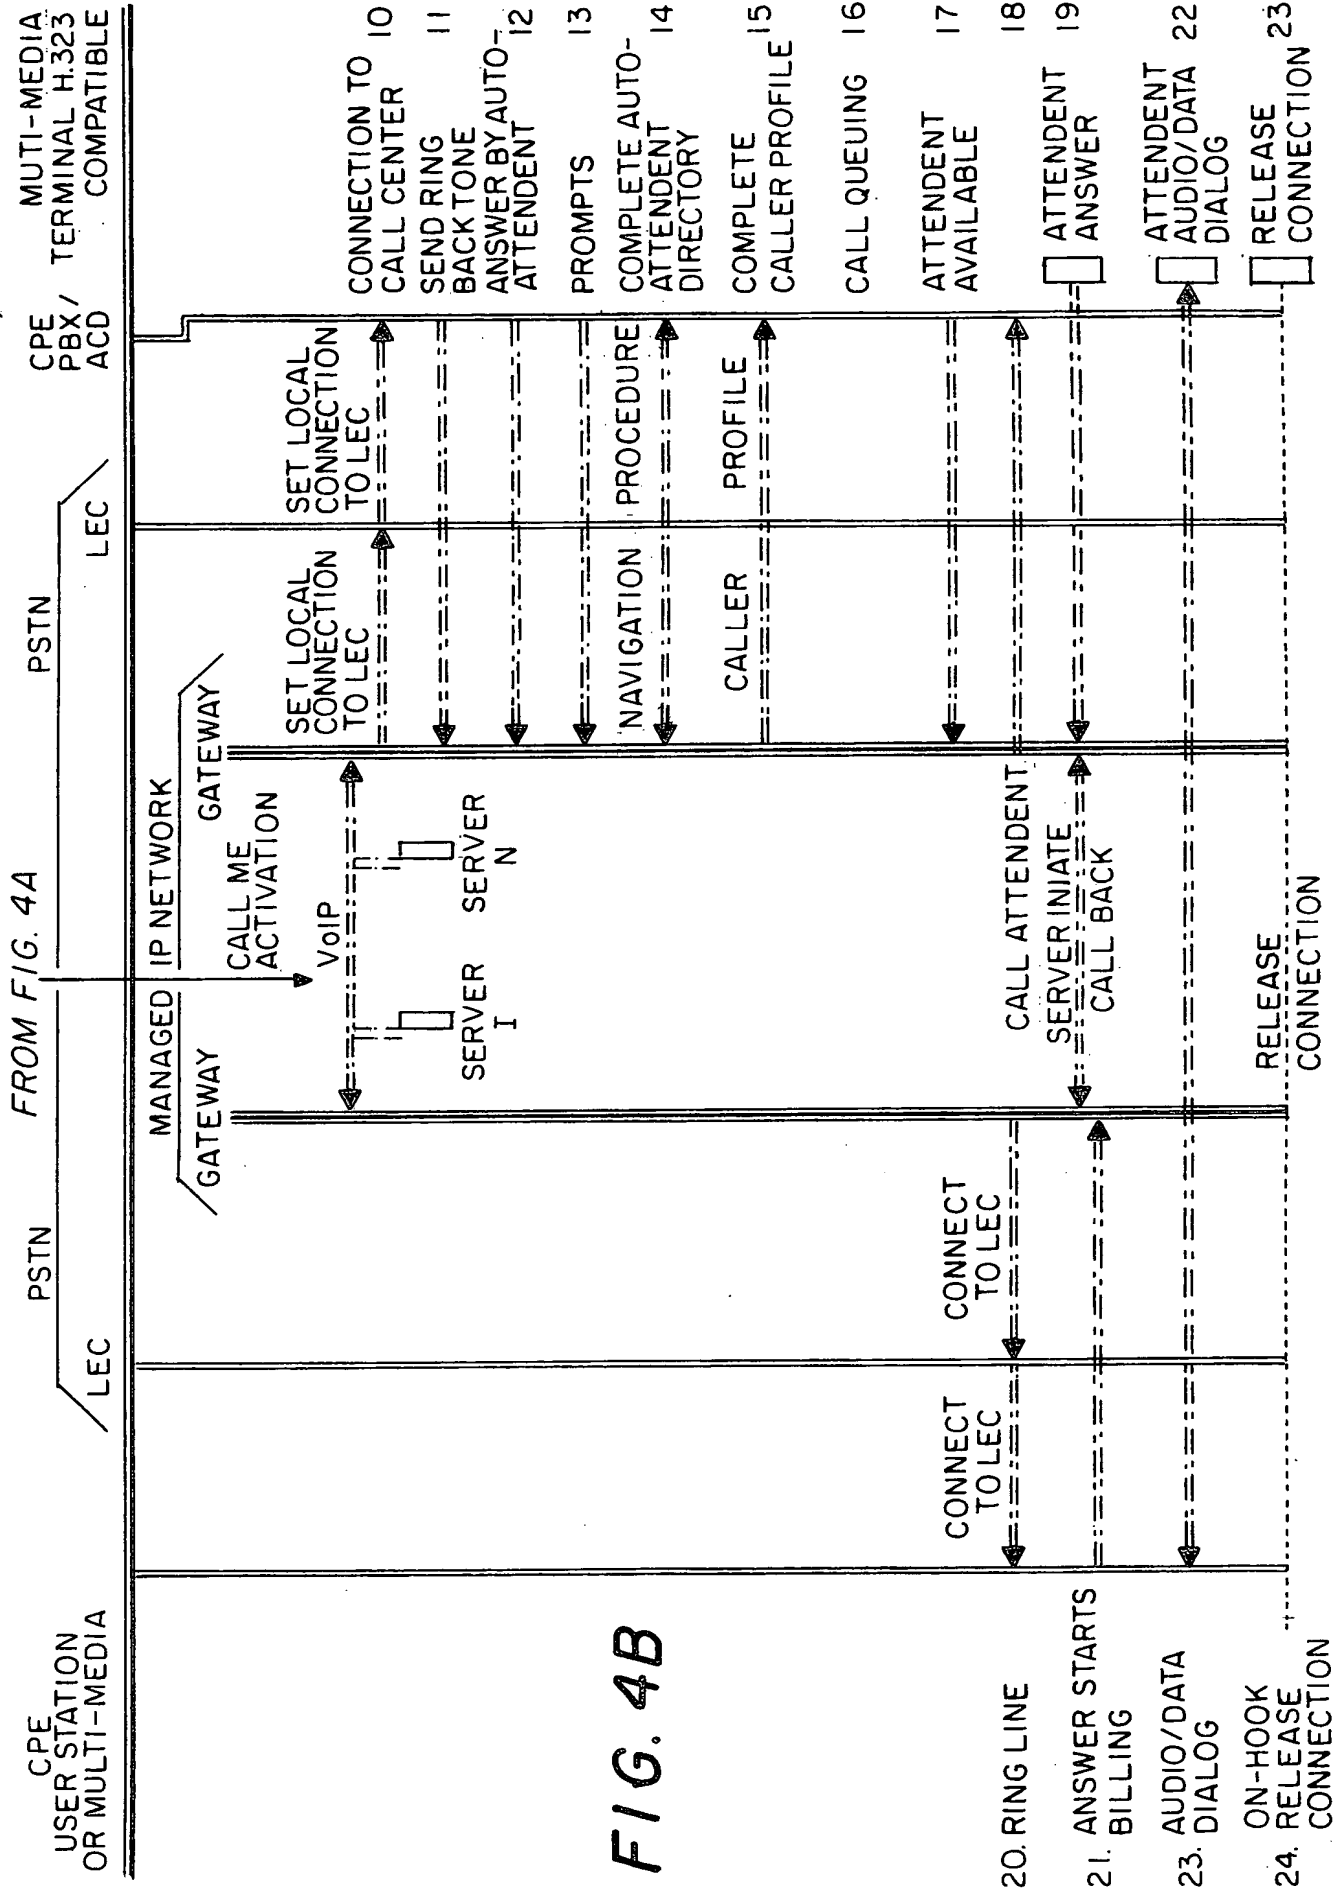 FROM FIG. 4A
CPE
USER STATION
OR MULTI-MEDIA
PSTN
LEC
MANAGED IP NETWORK
GATEWAY
GATEWAY
PSTN
LEC
CPE
PBX/
ACD
MUTI-MEDIA
TERMINAL H.323
COMPATIBLE
CALL ME
ACTIVATION
VoIP
SERVER
I
SERVER
N
SET LOCAL
CONNECTION
TO LEC
SET LOCAL
CONNECTION
TO LEC
CONNECTION TO
CALL CENTER
10
SEND RING
BACK TONE
11
ANSWER BY AUTO-
ATTENDENT
12
PROMPTS
13
NAVIGATION PROCEDURE
COMPLETE AUTO-
ATTENDENT
DIRECTORY
14
CALLER PROFILE
COMPLETE
CALLER PROFILE
15
CALL QUEUING
16
ATTENDENT
AVAILABLE
17
CALL ATTENDENT
18
SERVER INIATE
CALL BACK
ATTENDENT
ANSWER
19
CONNECT
TO LEC
CONNECT
TO LEC
20. RING LINE
21. ANSWER STARTS
BILLING
23. AUDIO/DATA
DIALOG
ATTENDENT
AUDIO/DATA
DIALOG
22
ON-HOOK
24. RELEASE
CONNECTION
RELEASE
CONNECTION
RELEASE
CONNECTION
23
FIG. 4B